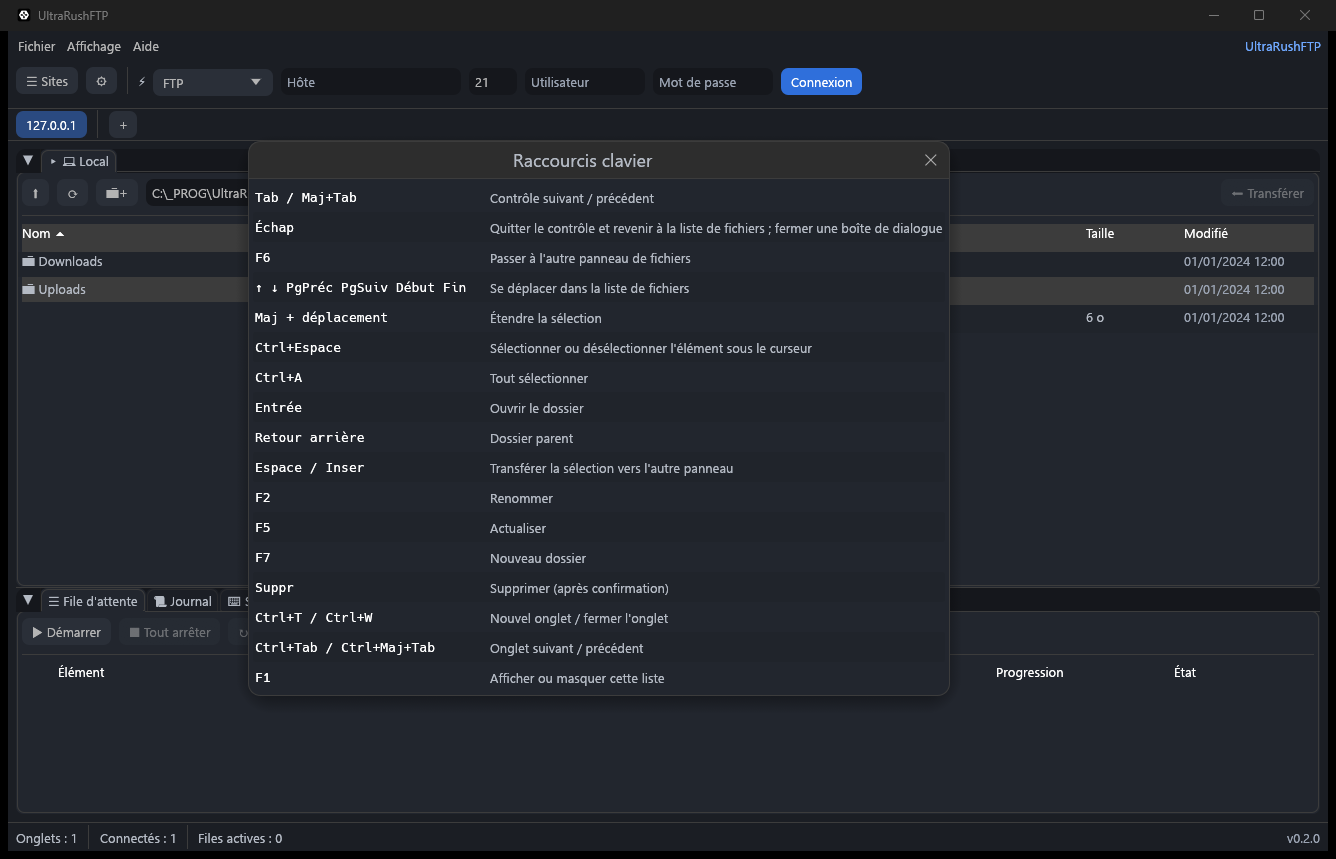 UltraRushFTP
Fichier Affichage Aide UltraRushFTP
Sites FTP Hôte 21 Utilisateur Mot de passe Connexion
127.0.0.1 +
Local
C:\_PROG\UltraR Transférer
Nom Taille Modifié
Downloads 01/01/2024 12:00
Uploads 01/01/2024 12:00
6 o 01/01/2024 12:00
Raccourcis clavier
Tab / Maj+Tab Contrôle suivant / précédent
Échap Quitter le contrôle et revenir à la liste de fichiers ; fermer une boîte de dialogue
F6 Passer à l'autre panneau de fichiers
↑ ↓ PgPréc PgSuiv Début Fin Se déplacer dans la liste de fichiers
Maj + déplacement Étendre la sélection
Ctrl+Espace Sélectionner ou désélectionner l'élément sous le curseur
Ctrl+A Tout sélectionner
Entrée Ouvrir le dossier
Retour arrière Dossier parent
Espace / Inser Transférer la sélection vers l'autre panneau
F2 Renommer
F5 Actualiser
F7 Nouveau dossier
Suppr Supprimer (après confirmation)
Ctrl+T / Ctrl+W Nouvel onglet / fermer l'onglet
Ctrl+Tab / Ctrl+Maj+Tab Onglet suivant / précédent
F1 Afficher ou masquer cette liste
File d'attente Journal
Démarrer Tout arrêter
Élément Progression État
Onglets : 1 Connectés : 1 Files actives : 0 v0.2.0